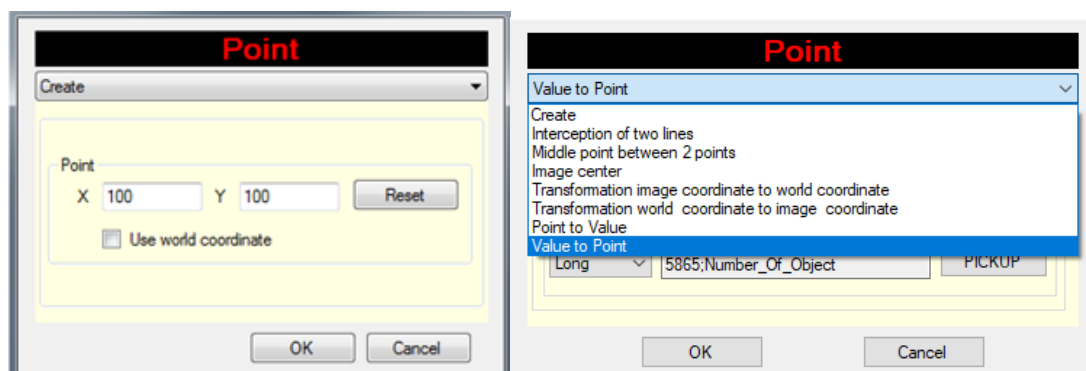 Point
Create
Point
X 100 Y 100 Reset
Use world coordinate
OK Cancel
Point
Value to Point
Create
Interception of two lines
Middle point between 2 points
Image center
Transformation image coordinate to world coordinate
Transformation world coordinate to image coordinate
Point to Value
Value to Point
Long 5865;Number_Of_Object PICKUP
OK Cancel